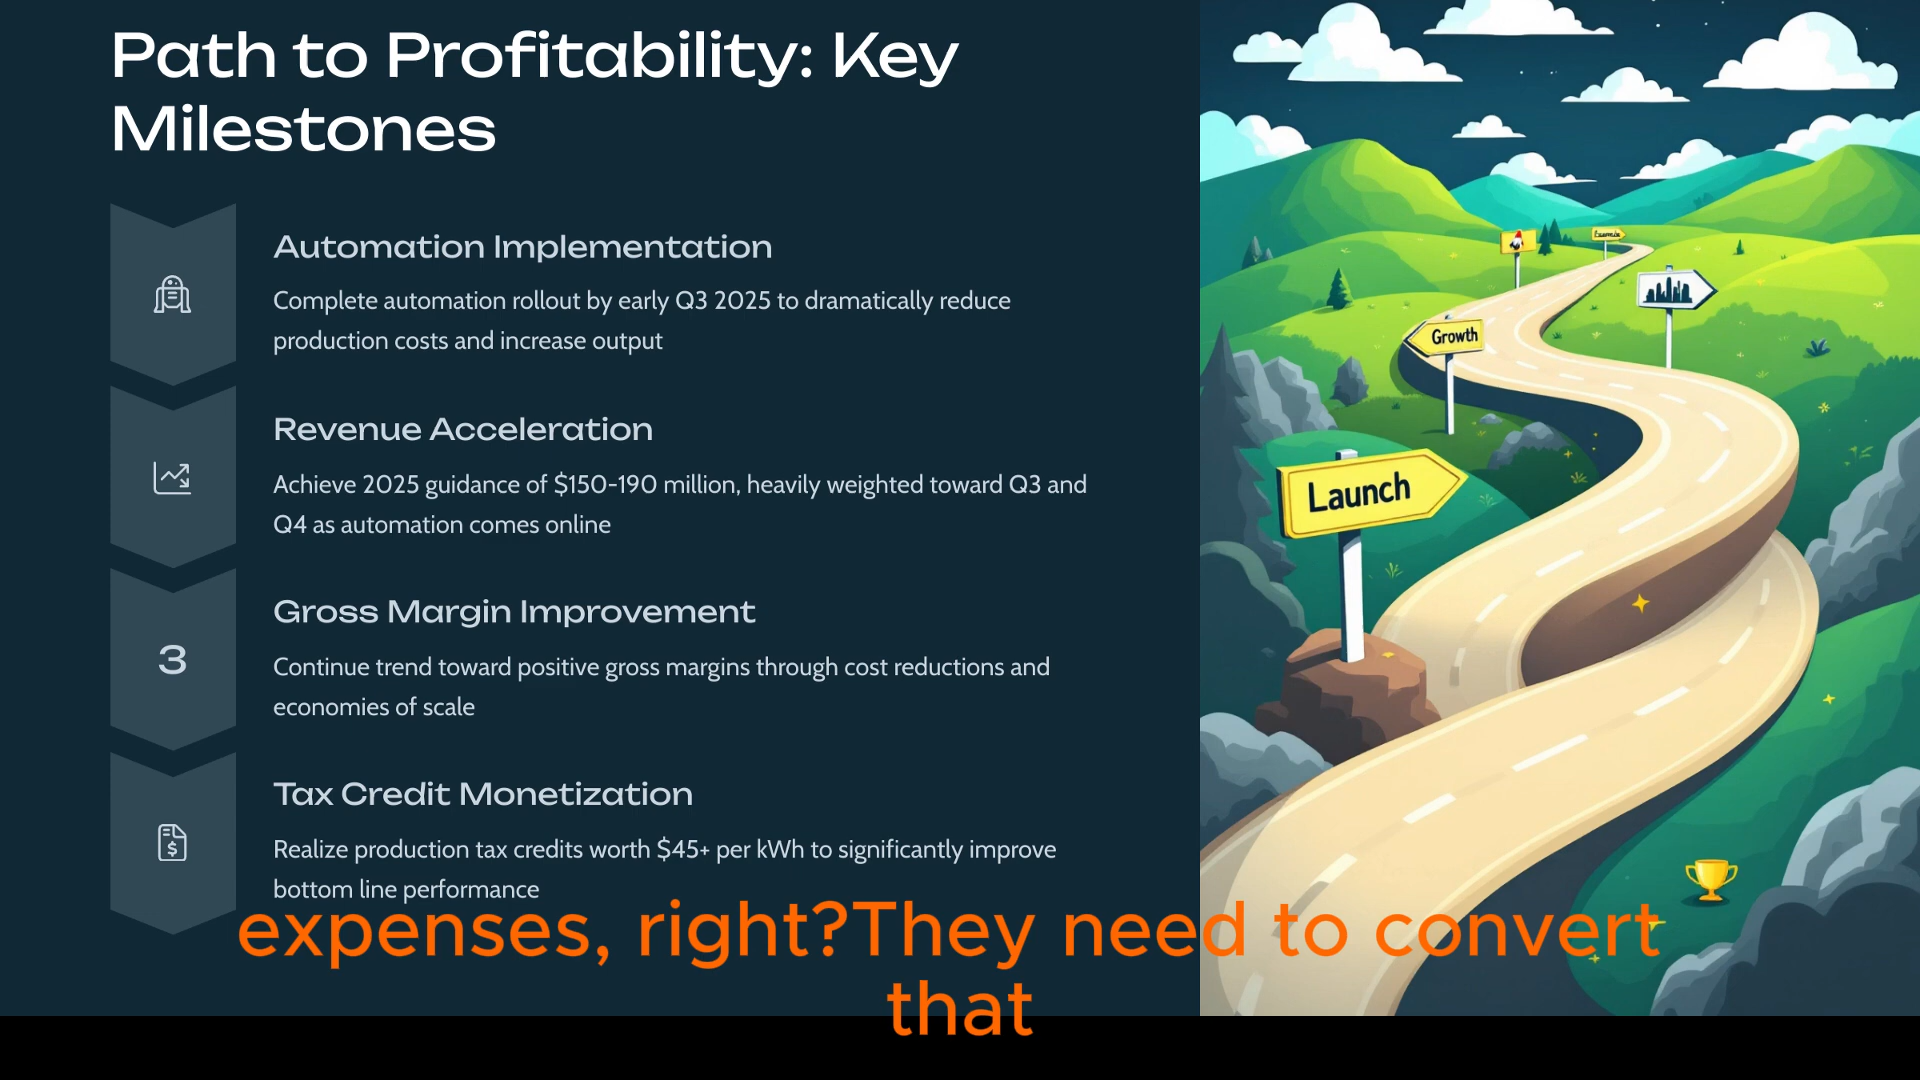 Path to Profitability: Key
Milestones
Automation Implementation
Complete automation rollout by early Q3 2025 to dramatically reduce
production costs and increase output
Revenue Acceleration
Achieve 2025 guidance of $150-190 million, heavily weighted toward Q3 and
Q4 as automation comes online
3
Gross Margin Improvement
Continue trend toward positive gross margins through cost reductions and
economies of scale
Tax Credit Monetization
Realize production tax credits worth $45+ per kWh to significantly improve
bottom line performance
Growth
Launch
expenses, right?They need to convert
that